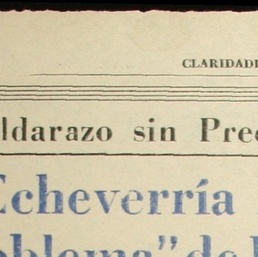 CLARIDAD
ldarazo sin Prec
Echeverría
oblema" de